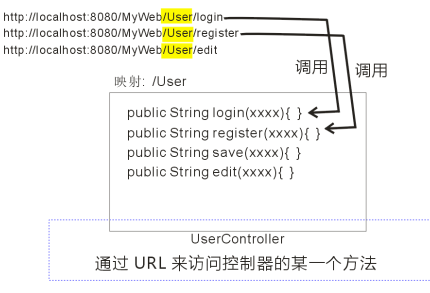 http://localhost:8080/MyWeb/User/login
http://localhost:8080/MyWeb/User/register
http://localhost:8080/MyWeb/User/edit
调用
调用
映射: /User
public String login(xxxx){ }
public String register(xxxx){ }
public String save(xxxx){ }
public String edit(xxxx){ }
UserController
通过 URL 来访问控制器的某一个方法